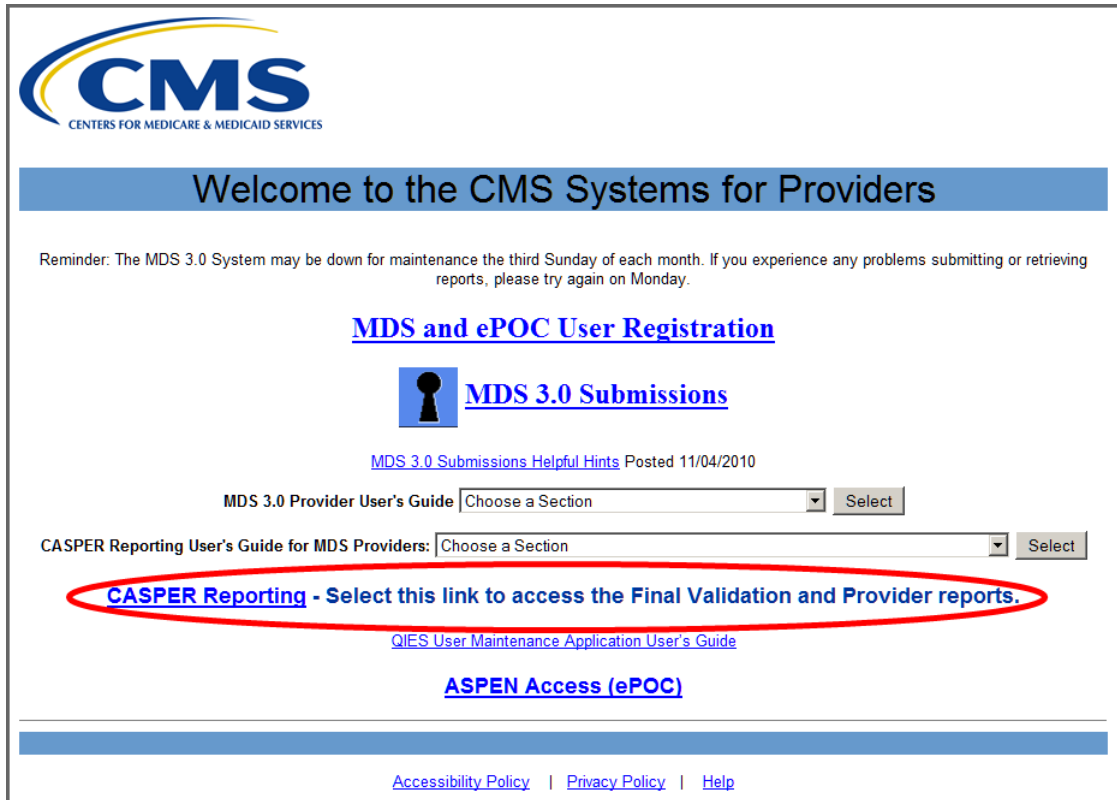 CMS
CENTERS FOR MEDICARE & MEDICAID SERVICES
Welcome to the CMS Systems for Providers
Reminder: The MDS 3.0 System may be down for maintenance the third Sunday of each month. If you experience any problems submitting or retrieving
reports, please try again on Monday.
MDS and ePOC User Registration
MDS 3.0 Submissions
MDS 3.0 Submissions Helpful Hints Posted 11/04/2010
MDS 3.0 Provider User's Guide Choose a Section Select
CASPER Reporting User's Guide for MDS Providers: Choose a Section Select
CASPER Reporting - Select this link to access the Final Validation and Provider reports.
QIES User Maintenance Application User's Guide
ASPEN Access (ePOC)
Accessibility Policy | Privacy Policy | Help